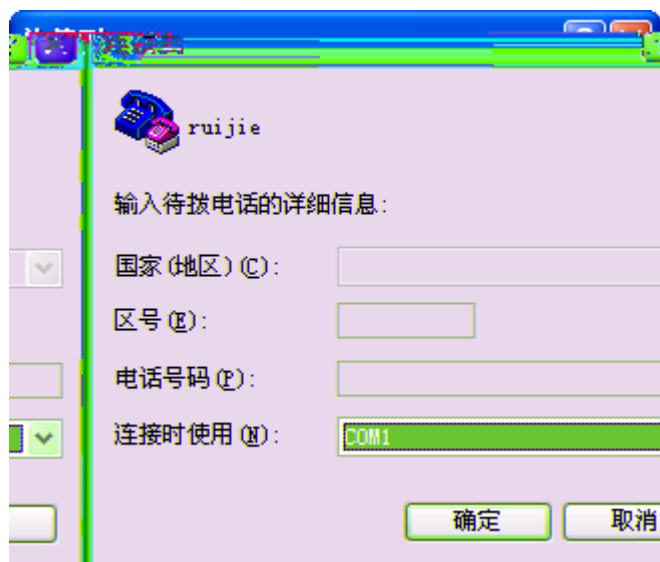 ruijie
输入待拨电话的详细信息:
国家(地区)(C):
区号(E):
电话号码(P):
连接时使用(N):
COM1
确定
取消